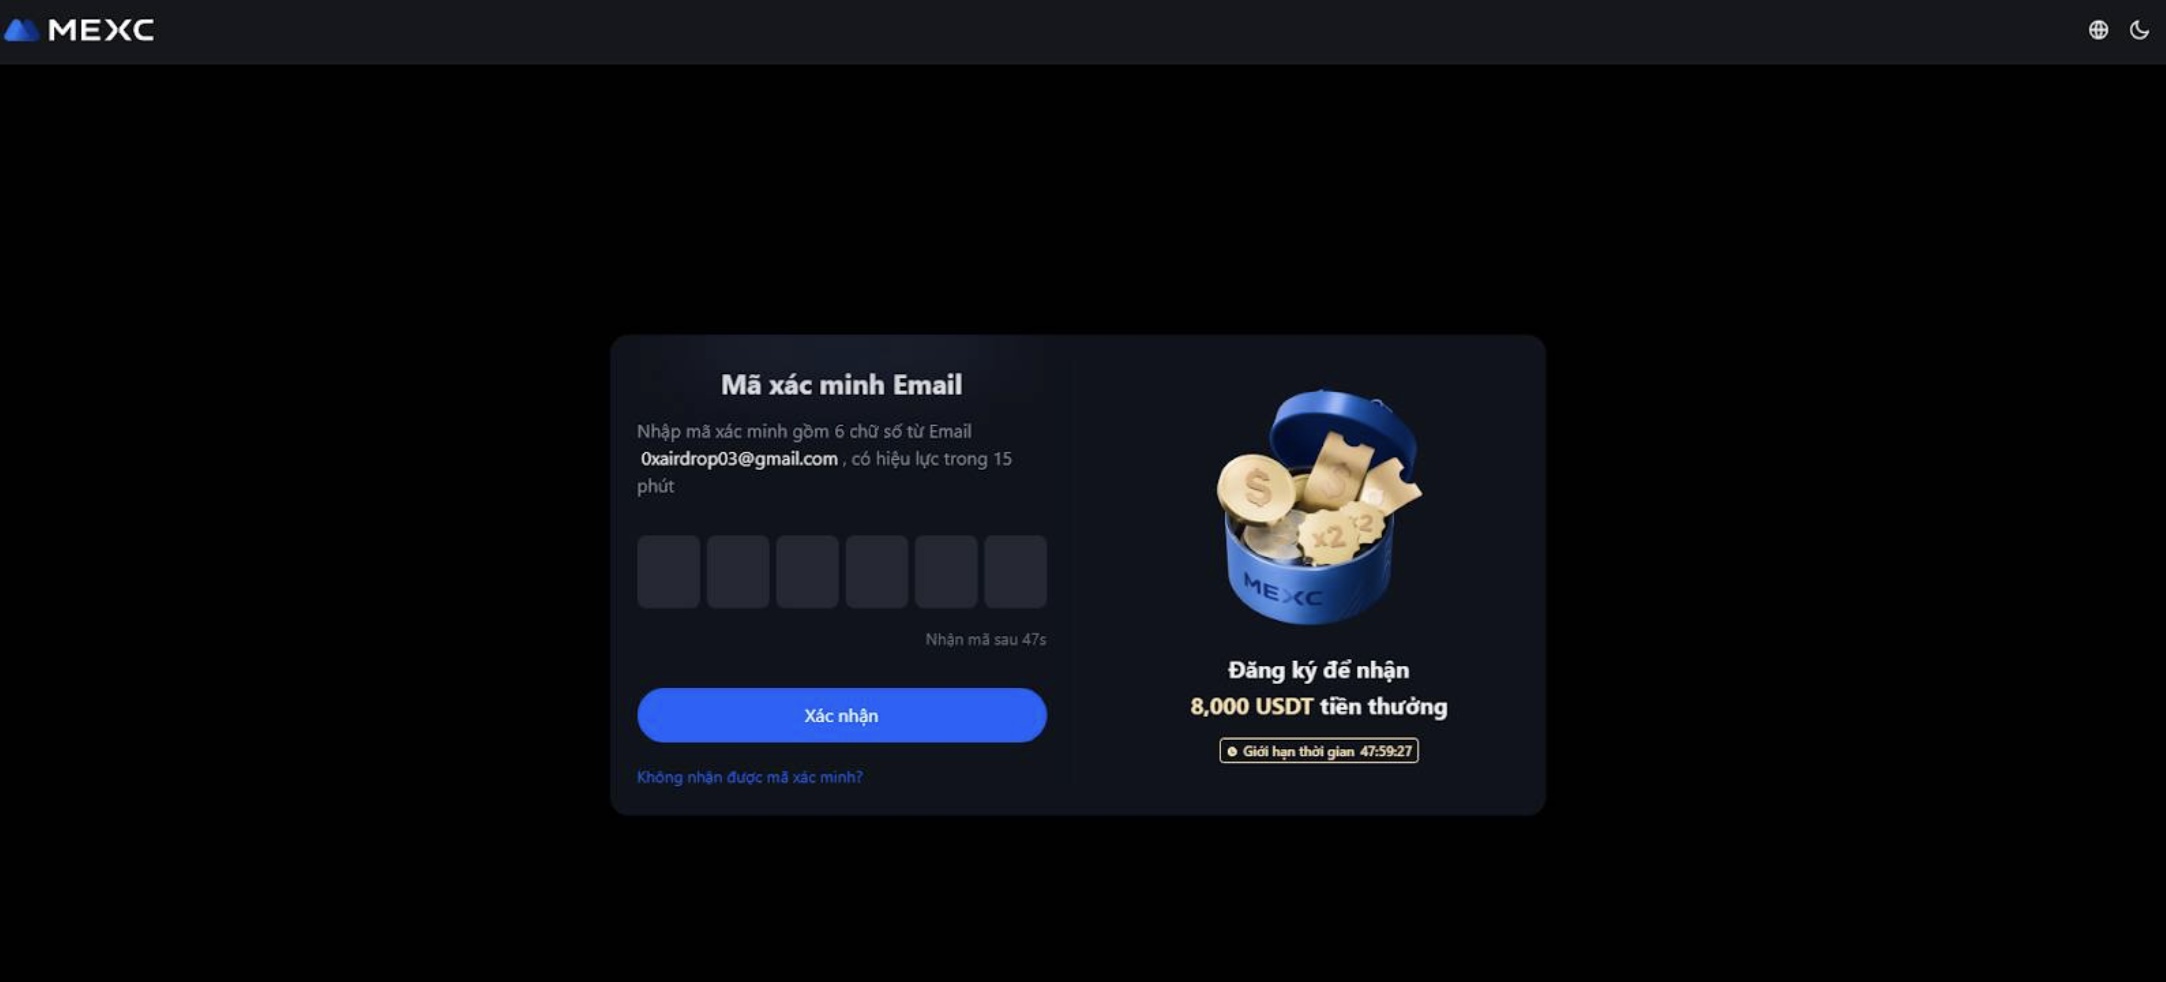 MEXC
Mã xác minh Email
Nhập mã xác minh gồm 6 chữ số từ Email
0xairdrop03@gmail.com , có hiệu lực trong 15
phút
Nhận mã sau 47s
Xác nhận
Không nhận được mã xác minh?
$
x2
x2
MEXC
Đăng ký để nhận
8,000 USDT tiền thưởng
Giới hạn thời gian 47:59:27